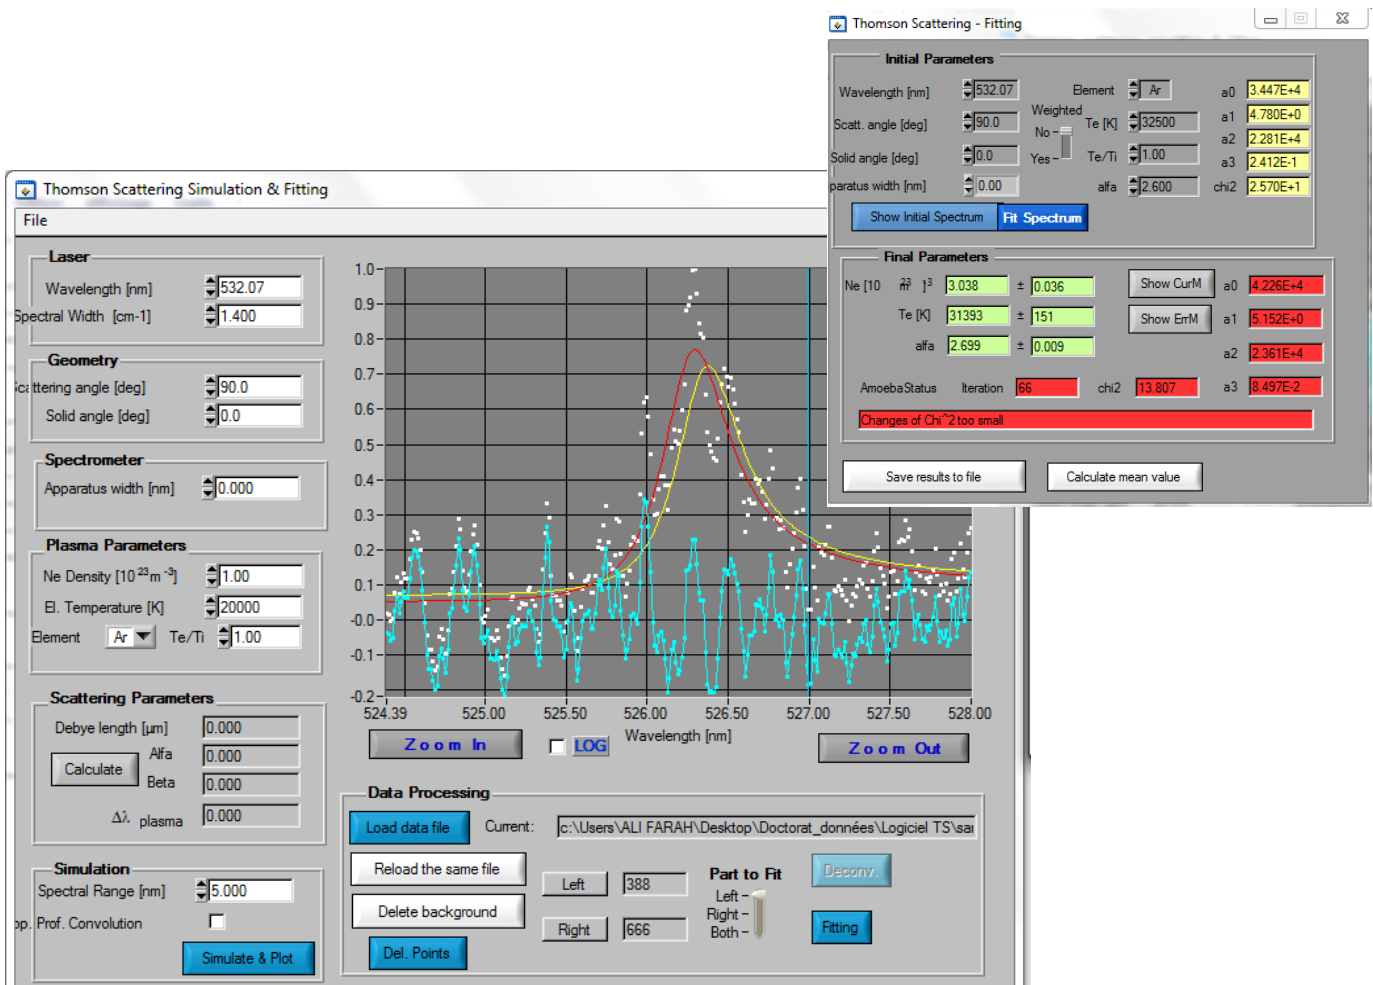 Thomson Scattering - Fitting
Initial Parameters
Wavelength [nm] 532.07 Element Ar a0 3.447E+4
Scatt. angle [deg] 90.0 Weighted No Yes Te [K] 32500 a1 4.780E+0
a2 2.281E+4
Solid angle [deg] 0.0 Te/Ti 1.00 a3 2.412E-1
paratus width [nm] 0.00 alfa 2.600 chi2 2.570E+1
Show Initial Spectrum Fit Spectrum
Final Parameters
Ne [10 23 m ]3 3.038 ± 0.036 Show CurM a0 4.226E+4
Te [K] 31393 ± 151 Show ErrM a1 5.152E+0
alfa 2.699 ± 0.009 a2 2.361E+4
AmoebaStatus Iteration 66 chi2 13.807 a3 8.497E-2
Changes of Chi^2 too small
Save results to file Calculate mean value
Thomson Scattering Simulation & Fitting
File
Laser
Wavelength [nm] 532.07
Spectral Width [cm-1] 1.400
Geometry
Scattering angle [deg] 90.0
Solid angle [deg] 0.0
Spectrometer
Apparatus width [nm] 0.000
Plasma Parameters
Ne Density [10 23 m -3] 1.00
El. Temperature [K] 20000
Element Ar Te/Ti 1.00
Scattering Parameters
Debye length [µm] 0.000
Calculate
Alfa 0.000
Beta 0.000
Δλ plasma 0.000
Simulation
Spectral Range [nm] 5.000
pp. Prof. Convolution
Simulate & Plot
1.0
0.9
0.8
0.7
0.6
0.5
0.4
0.3
0.2
0.1
-0.0
-0.1
-0.2
524.39 525.00 525.50 526.00 526.50 527.00 527.50 528.00
Wavelength [nm]
Zoom In LOG Zoom Out
Data Processing
Load data file Current: c:\Users\ALI FARAH\Desktop\Doctorat_données\Logiciel TS\sai
Reload the same file
Delete background
Del. Points
Left 388
Right 666
Part to Fit
Left
Right
Both
Deconv.
Fitting